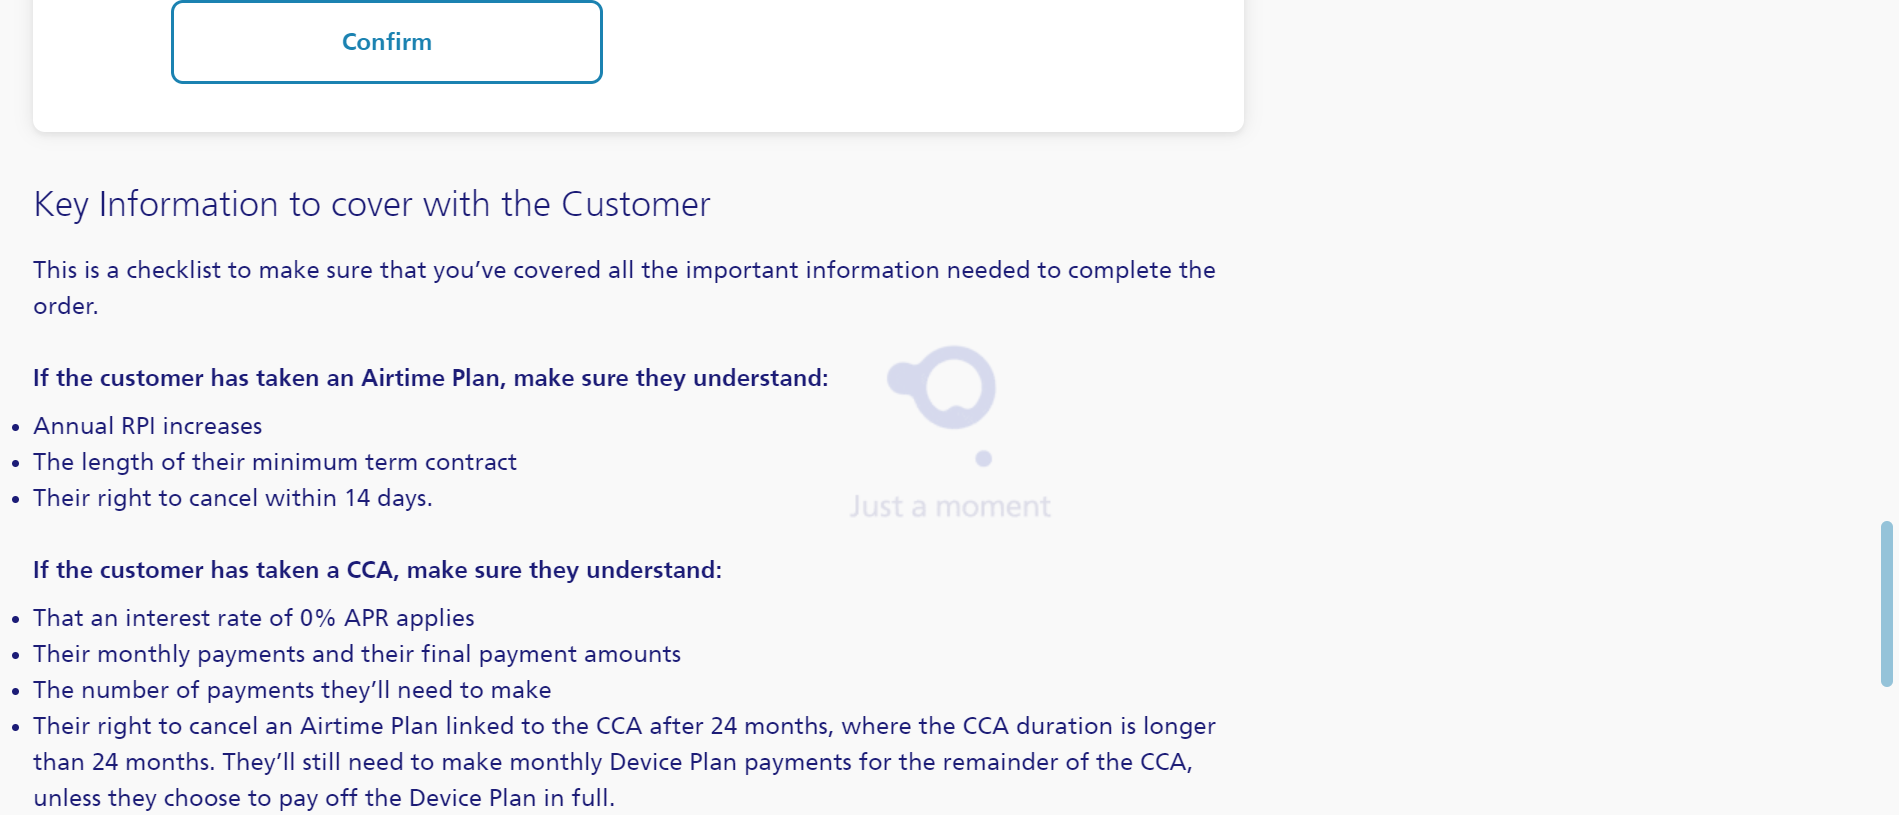 Confirm
Key Information to cover with the Customer
This is a checklist to make sure that you’ve covered all the important information needed to complete the
order.
If the customer has taken an Airtime Plan, make sure they understand:
• Annual RPI increases
• The length of their minimum term contract
• Their right to cancel within 14 days.
Just a moment
If the customer has taken a CCA, make sure they understand:
• That an interest rate of 0% APR applies
• Their monthly payments and their final payment amounts
• The number of payments they’ll need to make
• Their right to cancel an Airtime Plan linked to the CCA after 24 months, where the CCA duration is longer
than 24 months. They’ll still need to make monthly Device Plan payments for the remainder of the CCA,
unless they choose to pay off the Device Plan in full.